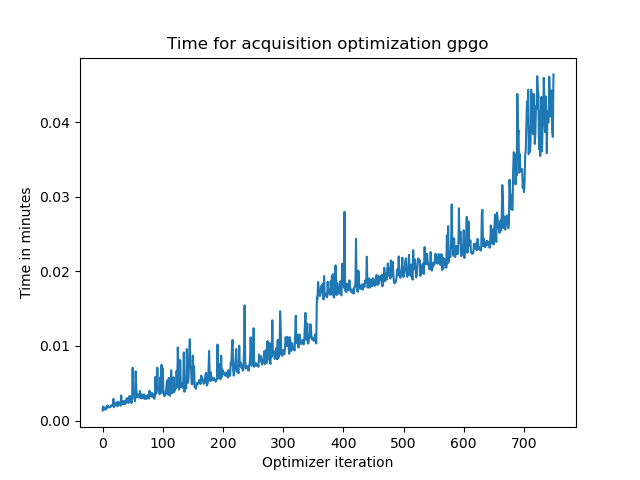 Time for acquisition optimization gpgo
Time in minutes
0.04
0.03
0.02
0.01
0.00
0 100 200 300 400 500 600 700
Optimizer iteration